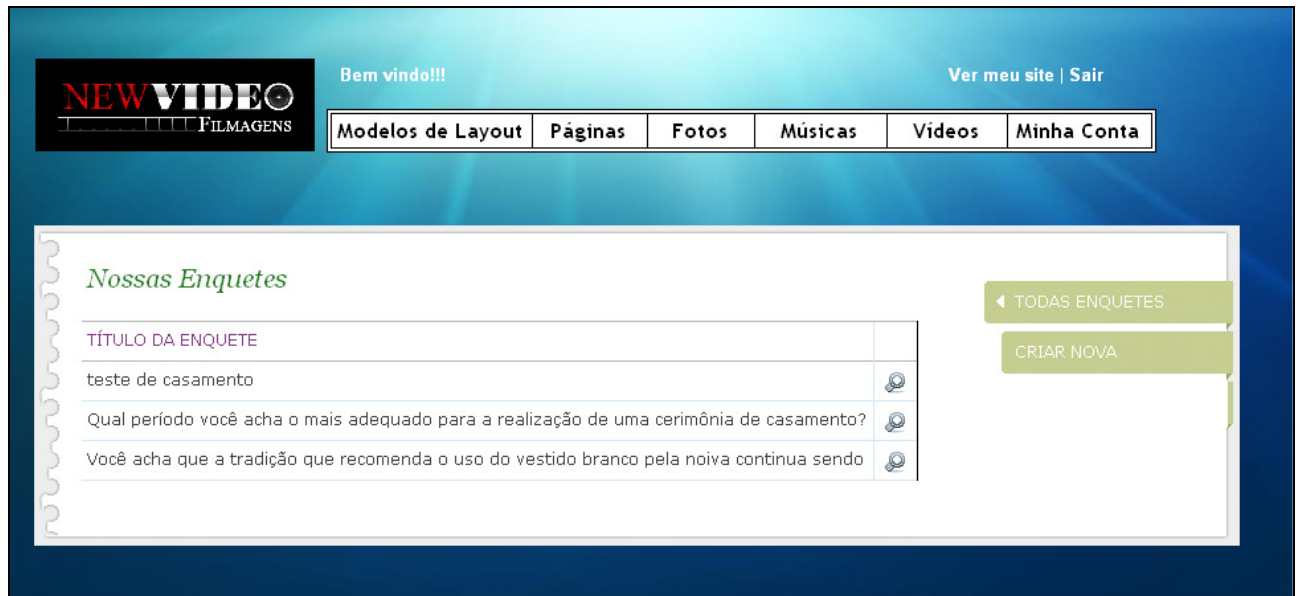 Bem vindo!!!
Ver meu site | Sair
NEWVIDEO
FILMAGENS
Modelos de Layout Páginas Fotos Músicas Vídeos Minha Conta
Nossas Enquetes
TODAS ENQUETES
CRIAR NOVA
TÍTULO DA ENQUETE
teste de casamento
Qual período você acha o mais adequado para a realização de uma cerimônia de casamento?
Você acha que a tradição que recomenda o uso do vestido branco pela noiva continua sendo